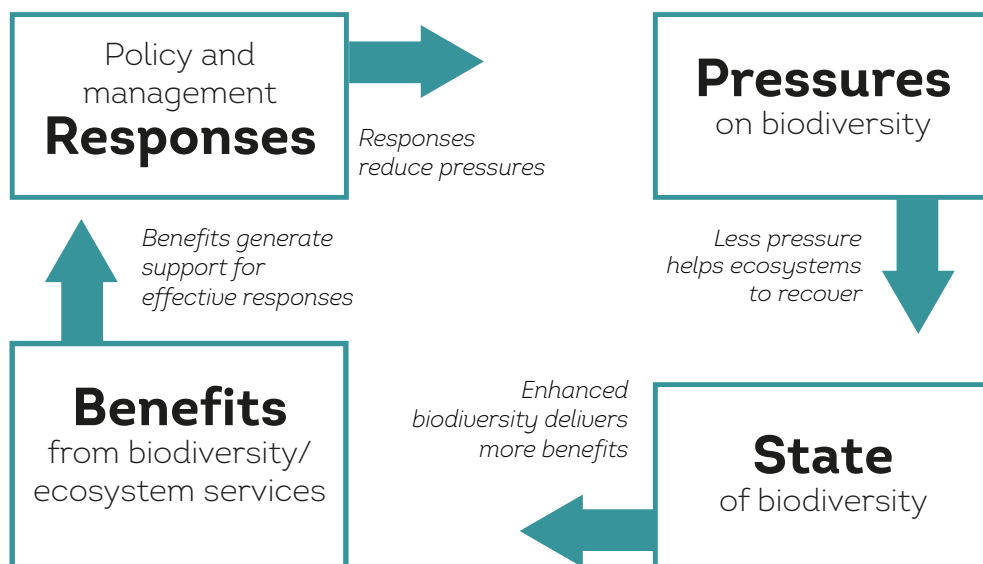 Policy and
management
Responses
Responses
reduce pressures
Pressures
on biodiversity
Less pressure
helps ecosystems
to recover
State
of biodiversity
Enhanced
biodiversity delivers
more benefits
Benefits
from biodiversity/
ecosystem services
Benefits generate
support for
effective responses